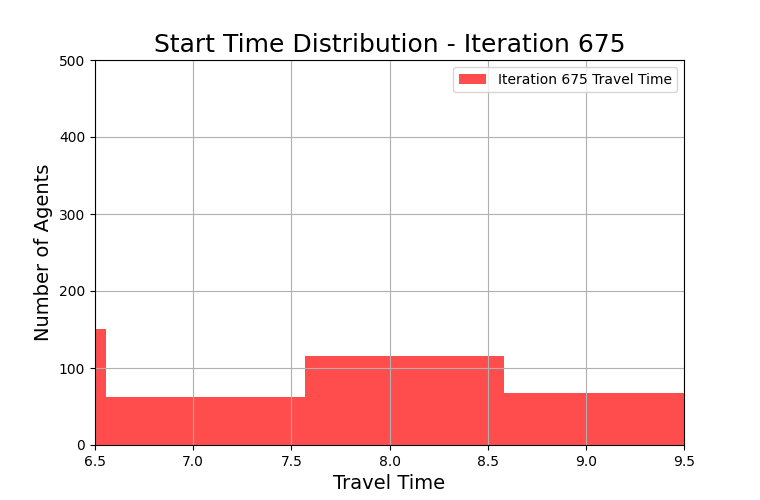 Start Time Distribution - Iteration 675
500
400
300
200
100
0
Number of Agents
Iteration 675 Travel Time
6.5 7.0 7.5 8.0 8.5 9.0 9.5
Travel Time